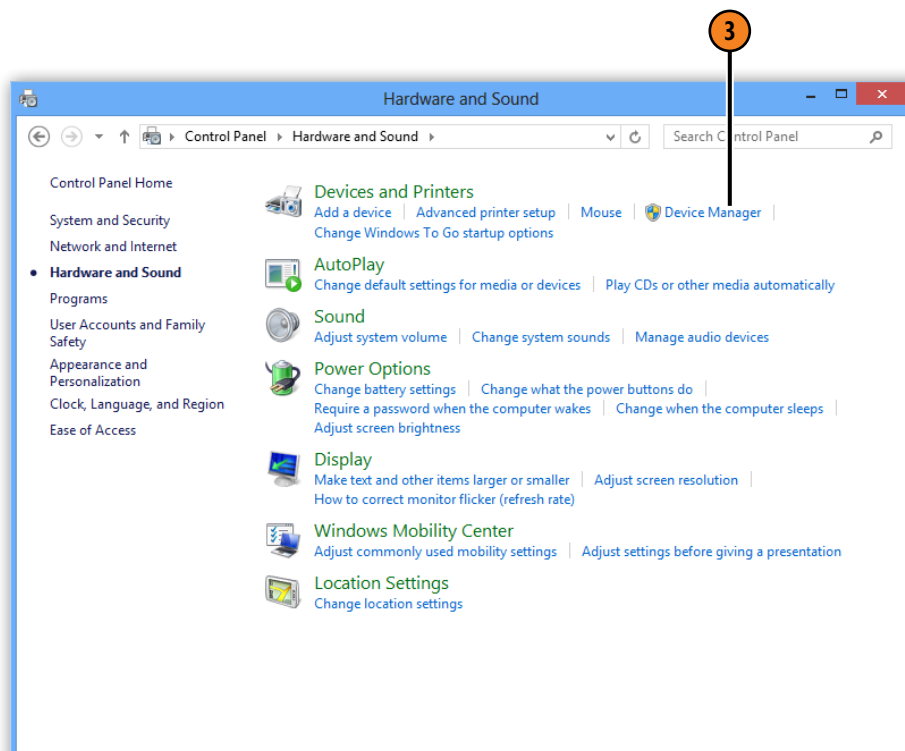 3
Hardware and Sound
Control Panel Hardware and Sound
Search Control Panel
Control Panel Home
System and Security
Network and Internet
Hardware and Sound
Programs
User Accounts and Family
Safety
Appearance and
Personalization
Clock, Language, and Region
Ease of Access
Devices and Printers
Add a device Advanced printer setup Mouse Device Manager
Change Windows To Go startup options
AutoPlay
Change default settings for media or devices Play CDs or other media automatically
Sound
Adjust system volume Change system sounds Manage audio devices
Power Options
Change battery settings Change what the power buttons do
Require a password when the computer wakes Change when the computer sleeps
Adjust screen brightness
Display
Make text and other items larger or smaller Adjust screen resolution
How to correct monitor flicker (refresh rate)
Windows Mobility Center
Adjust commonly used mobility settings Adjust settings before giving a presentation
Location Settings
Change location settings